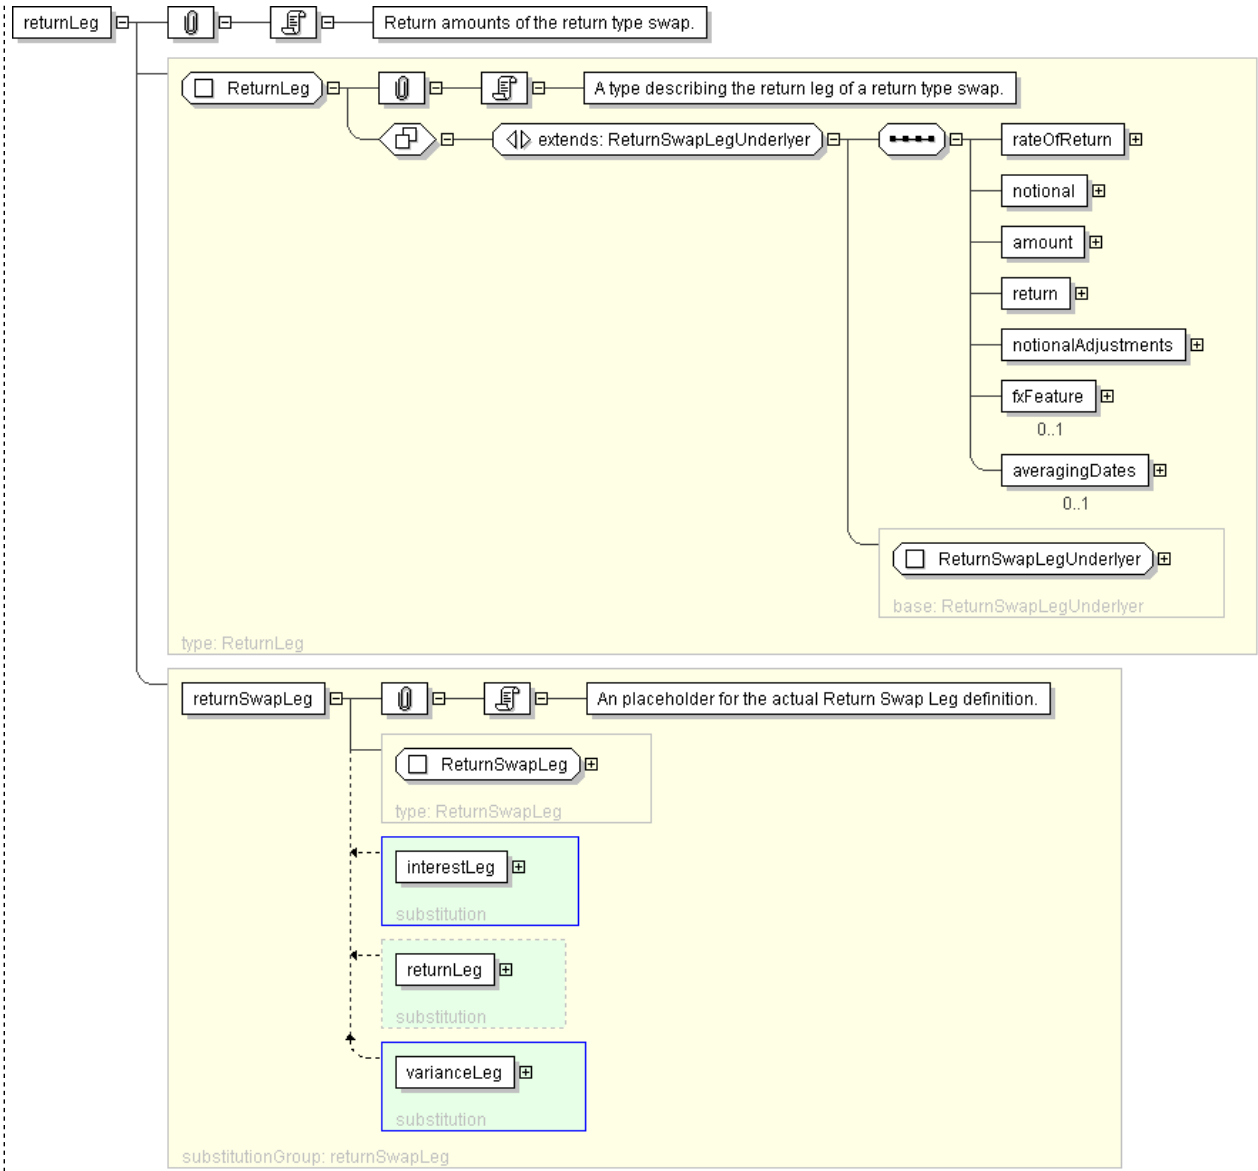 returnLeg
Return amounts of the return type swap.
ReturnLeg
A type describing the return leg of a return type swap.
extends: ReturnSwapLegUnderlyer
rateOfReturn
notional
amount
return
notionalAdjustments
fxFeature
0..1
averagingDates
0..1
ReturnSwapLegUnderlyer
base: ReturnSwapLegUnderlyer
type: ReturnLeg
returnSwapLeg
An placeholder for the actual Return Swap Leg definition.
ReturnSwapLeg
type: ReturnSwapLeg
interestLeg
substitution
returnLeg
substitution
varianceLeg
substitution
substitutionGroup: returnSwapLeg